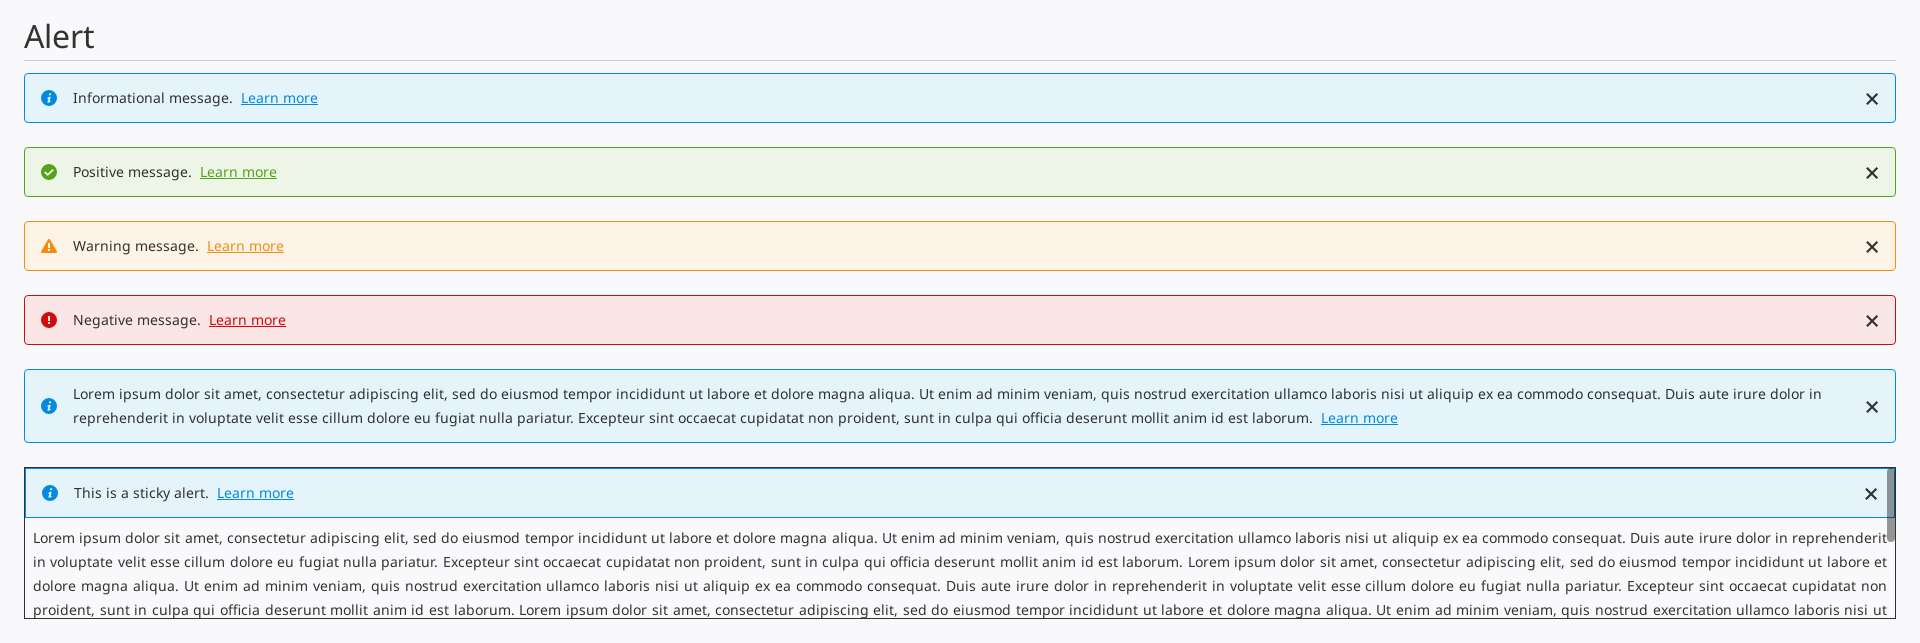 Alert
Informational message. Learn more
Positive message. Learn more
Warning message. Learn more
Negative message. Learn more
Lorem ipsum dolor sit amet, consectetur adipiscing elit, sed do eiusmod tempor incididunt ut labore et dolore magna aliqua. Ut enim ad minim veniam, quis nostrud exercitation ullamco laboris nisi ut aliquip ex ea commodo consequat. Duis aute irure dolor in
reprehenderit in voluptate velit esse cillum dolore eu fugiat nulla pariatur. Excepteur sint occaecat cupidatat non proident, sunt in culpa qui officia deserunt mollit anim id est laborum. Learn more
This is a sticky alert. Learn more
Lorem ipsum dolor sit amet, consectetur adipiscing elit, sed do eiusmod tempor incididunt ut labore et dolore magna aliqua. Ut enim ad minim veniam, quis nostrud exercitation ullamco laboris nisi ut aliquip ex ea commodo consequat. Duis aute irure dolor in reprehenderit
in voluptate velit esse cillum dolore eu fugiat nulla pariatur. Excepteur sint occaecat cupidatat non proident, sunt in culpa qui officia deserunt mollit anim id est laborum. Lorem ipsum dolor sit amet, consectetur adipiscing elit, sed do eiusmod tempor incididunt ut labore et
dolore magna aliqua. Ut enim ad minim veniam, quis nostrud exercitation ullamco laboris nisi ut aliquip ex ea commodo consequat. Duis aute irure dolor in reprehenderit in voluptate velit esse cillum dolore eu fugiat nulla pariatur. Excepteur sint occaecat cupidatat non
proident, sunt in culpa qui officia deserunt mollit anim id est laborum. Lorem ipsum dolor sit amet, consectetur adipiscing elit, sed do eiusmod tempor incididunt ut labore et dolore magna aliqua. Ut enim ad minim veniam, quis nostrud exercitation ullamco laboris nisi ut